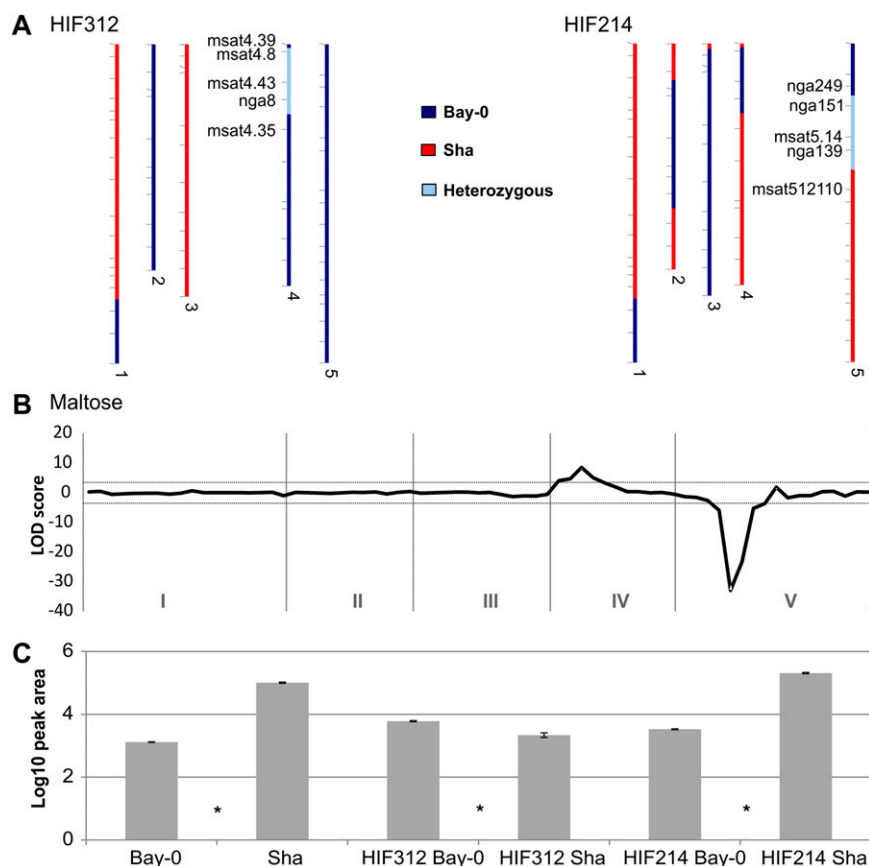 A
HIF312
HIF214
msat4.39
msat4.8
msat4.43
nga8
msat4.35
1
2
3
4
5
Bay-0
Sha
Heterozygous
nga249
nga151
msat5.14
nga139
msat512110
1
2
3
4
5
B Maltose
LOD score
20
10
0
-10
-20
-30
-40
I II III IV V
C
Log10 peak area
6
4
2
0
* * *
Bay-0 Sha HIF312 Bay-0 HIF312 Sha HIF214 Bay-0 HIF214 Sha